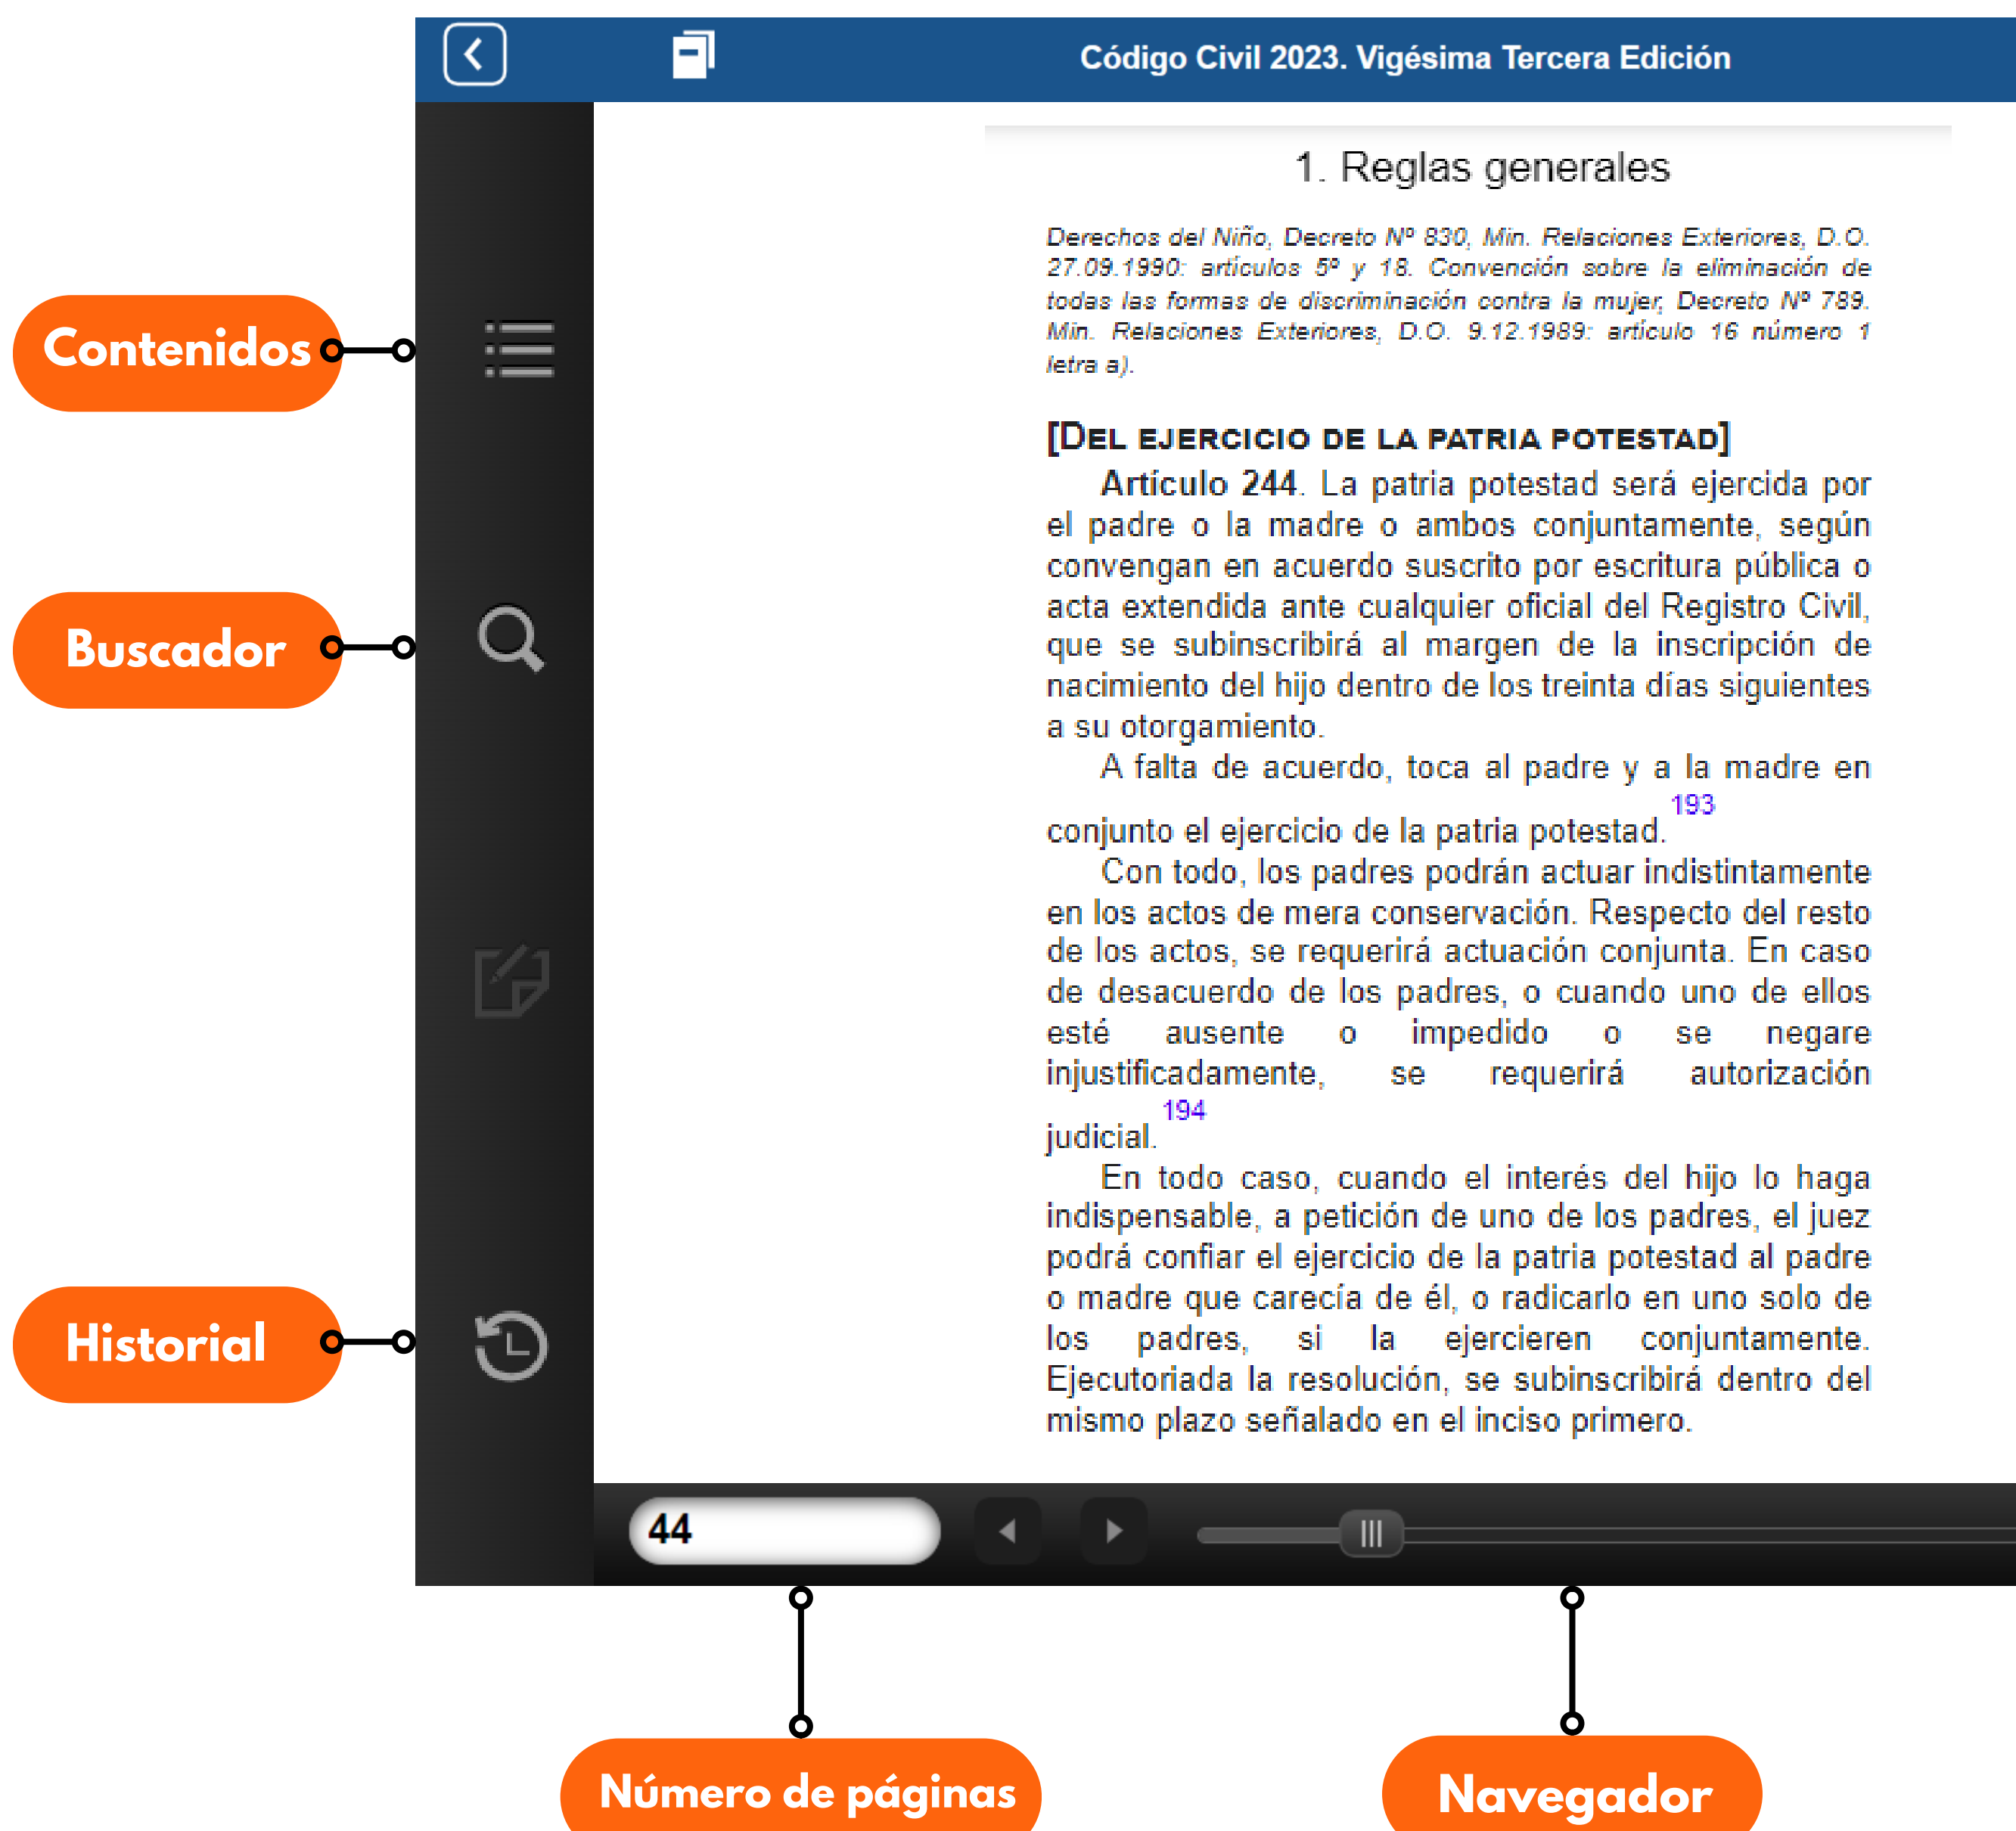 Código Civil 2023. Vigésima Tercera Edición
1. Reglas generales
Derechos del Niño, Decreto Nº 830, Min. Relaciones Exteriores, D.O.
27.09.1990: artículos 5º y 18. Convención sobre la eliminación de
todas las formas de discriminación contra la mujer, Decreto Nº 789.
Min. Relaciones Exteriores, D.O. 9.12.1989: artículo 16 número 1
letra a).
[DEL EJERCICIO DE LA PATRIA POTESTAD]
Artículo 244. La patria potestad será ejercida por
el padre o la madre o ambos conjuntamente, según
convengan en acuerdo suscrito por escritura pública o
acta extendida ante cualquier oficial del Registro Civil,
que se subinscribirá al margen de la inscripción de
nacimiento del hijo dentro de los treinta días siguientes
a su otorgamiento.
A falta de acuerdo, toca al padre y a la madre en
conjunto el ejercicio de la patria potestad.193
Con todo, los padres podrán actuar indistintamente
en los actos de mera conservación. Respecto del resto
de los actos, se requerirá actuación conjunta. En caso
de desacuerdo de los padres, o cuando uno de ellos
esté ausente o impedido o se negare
injustificadamente, se requerirá autorización
judicial.194
En todo caso, cuando el interés del hijo lo haga
indispensable, a petición de uno de los padres, el juez
podrá confiar el ejercicio de la patria potestad al padre
o madre que carecía de él, o radicarlo en uno solo de
los padres, si la ejercieren conjuntamente.
Ejecutoriada la resolución, se subinscribirá dentro del
mismo plazo señalado en el inciso primero.
Contenidos
Buscador
Historial
44
Número de páginas
Navegador